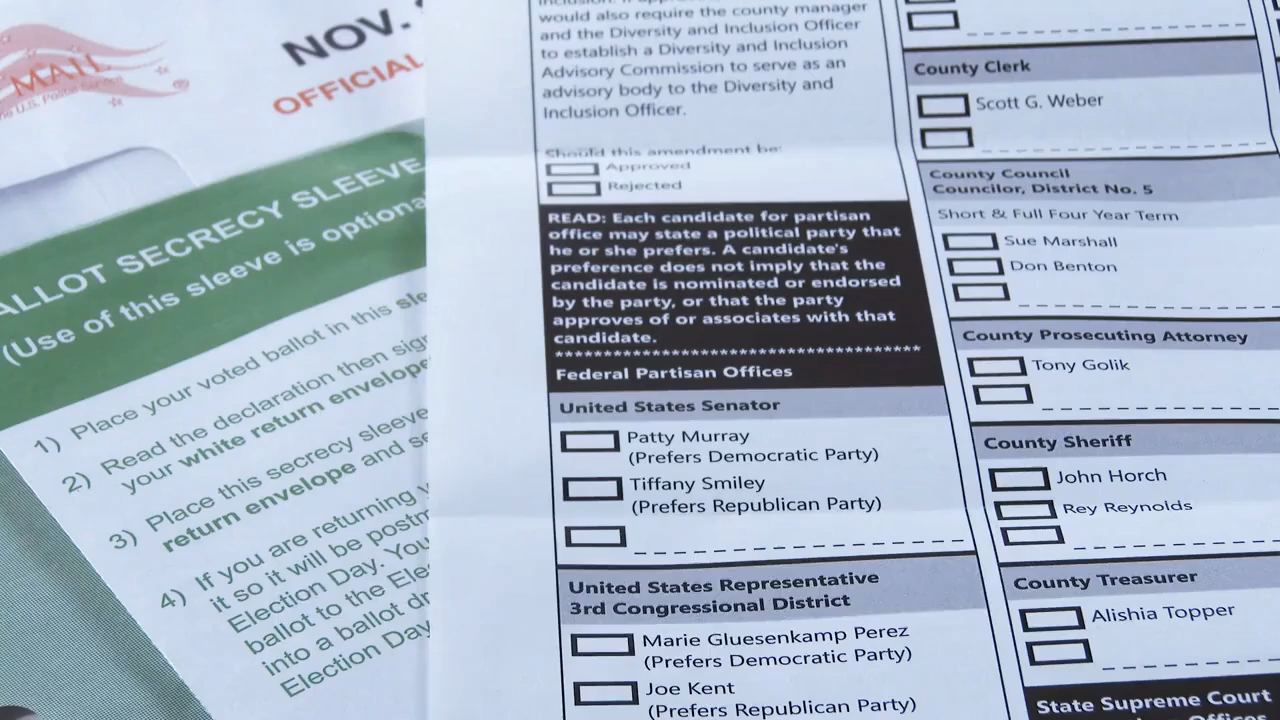 MAIL
the U.S. Postal Service
®
NOV.
OFFICIAL
BALLOT SECRECY SLEEVE
(Use of this sleeve is optiona
1) Place your voted ballot in this sle
2) Read the declaration then sign
your white return envelope
3) Place this secrecy sleeve
return envelope and se
4) If you are returning y
it so it will be postm
Election Day. You
ballot to the Ele
into a ballot dr
Election Day
would also require the county manager
and the Diversity and Inclusion Officer
to establish a Diversity and Inclusion
Advisory Commission to serve as an
advisory body to the Diversity and
Inclusion Officer.
Should this amendment be:
Approved
Rejected
READ: Each candidate for partisan
office may state a political party that
he or she prefers. A candidate's
preference does not imply that the
candidate is nominated or endorsed
by the party, or that the party
approves of or associates with that
candidate.
****************************************
Federal Partisan Offices
United States Senator
Patty Murray
(Prefers Democratic Party)
Tiffany Smiley
(Prefers Republican Party)
United States Representative
3rd Congressional District
Marie Gluesenkamp Perez
(Prefers Democratic Party)
Joe Kent
(Prefers Republican Party)
County Clerk
Scott G. Weber
County Council
Councilor, District No. 5
Short & Full Four Year Term
Sue Marshall
Don Benton
County Prosecuting Attorney
Tony Golik
County Sheriff
John Horch
Rey Reynolds
County Treasurer
Alishia Topper
State Supreme Court